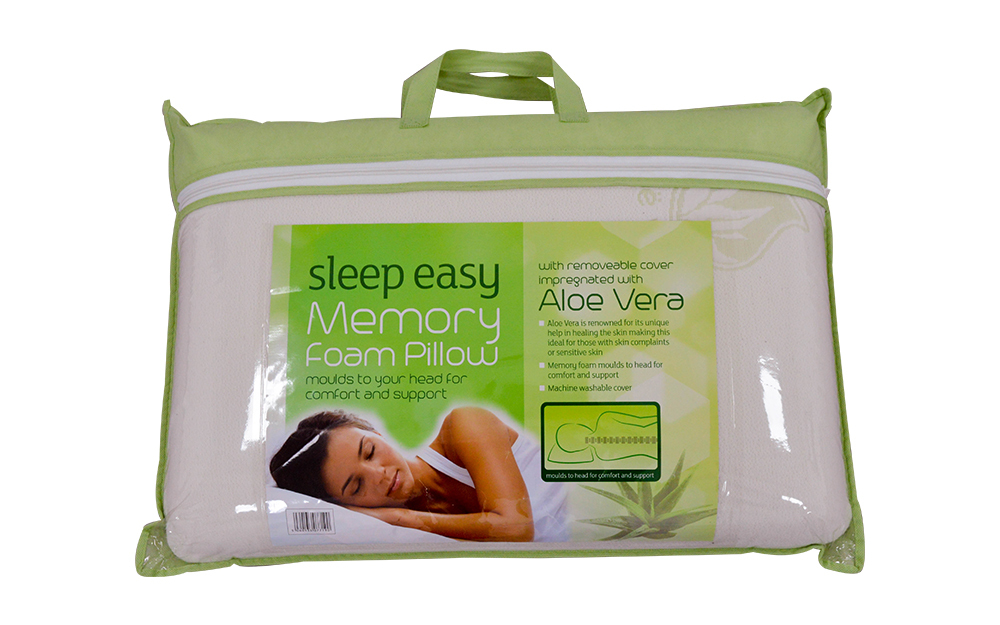 sleep easy
Memory
Foam Pillow
moulds to your head for
comfort and support
with removeable cover
impregnated with
Aloe Vera
Aloe Vera is renowned for its unique
help in healing the skin making this
ideal for those with skin complaints
or sensitive skin
Memory foam moulds to head for
comfort and support
Machine washable cover
moulds to head for comfort and support